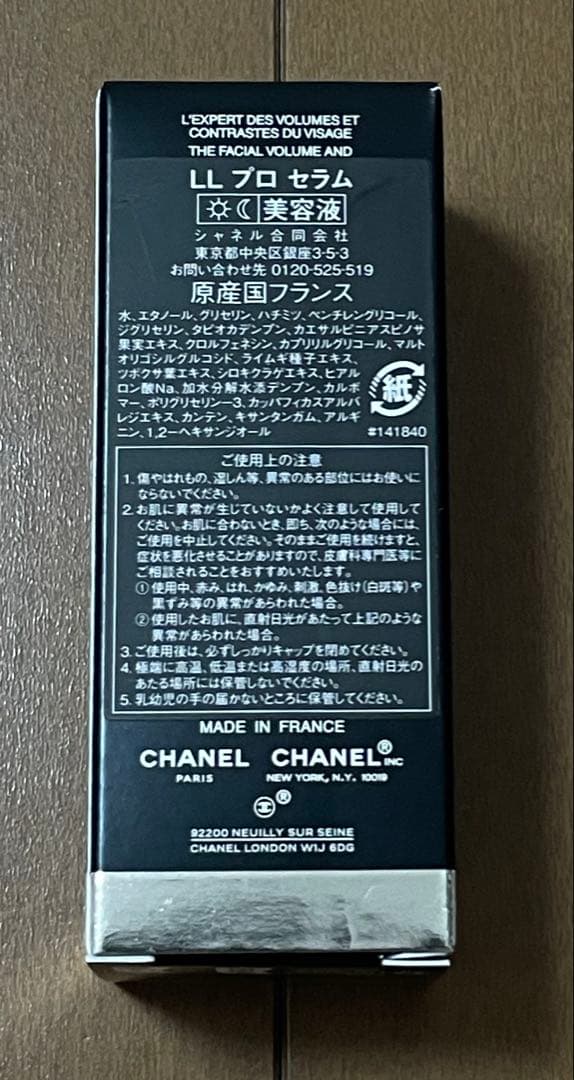 L'EXPERT DES VOLUMES ET
CONTRASTES DU VISAGE
THE FACIAL VOLUME AND
LL プロ セラム
美容液
シャネル合同会社
東京都中央区銀座3-5-3
お問い合わせ先 0120-525-519
原産国フランス
水、エタノール、グリセリン、ハチミツ、ペンチレングリコール、
ジグリセリン、タピオカデンプン、カエサルピニアスピノサ
果実エキス、クロルフェネシン、カプリリルグリコール、マルト
オリゴシルグルコシド、ライムギ種子エキス、
ツボクサ葉エキス、シロキクラゲエキス、ヒアル
ロン酸Na、加水分解水添デンプン、カルボ
マー、ポリグリセリン-3、カッパフィカスアルバ
レジエキス、カンテン、キサンタンガム、アルギ
ニン、1,2-ヘキサンジオール
紙
#141840
ご使用上の注意
1. 傷やはれもの、湿しん等、異常のある部位にはお使いに
ならないでください。
2. お肌に異常が生じていないかよく注意して使用して
ください。お肌に合わないとき、即ち、次のような場合には、
ご使用を中止してください。そのままご使用を続けますと、
症状を悪化させることがありますので、皮膚科専門医等に
ご相談されることをおすすめいたします。
① 使用中、赤み、はれ、かゆみ、刺激、色抜け(白斑等)や
黒ずみ等の異常があらわれた場合。
② 使用したお肌に、直射日光があたって上記のような
異常があらわれた場合。
3. ご使用後は、必ずしっかりキャップを閉めてください。
4. 極端に高温、低温または高湿度の場所、直射日光の
あたる場所には保管しないでください。
5. 乳幼児の手の届かないところに保管してください。
MADE IN FRANCE
CHANEL CHANEL® INC
PARIS NEW YORK, N.Y. 10019
®
92200 NEUILLY SUR SEINE
CHANEL LONDON W1J 6DG